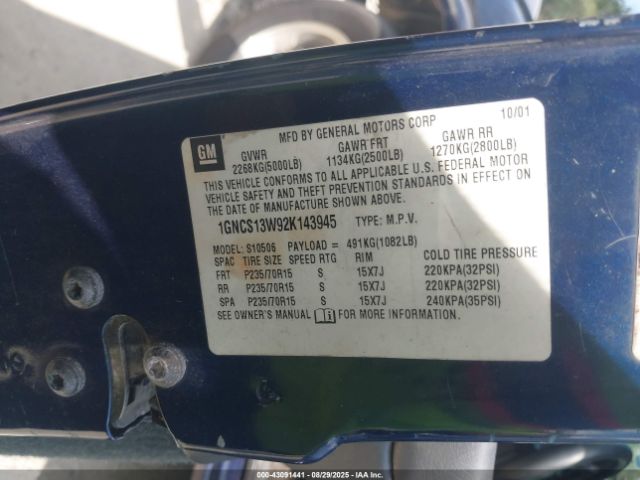 10/01
MFD BY GENERAL MOTORS CORP
GM
GVWR GAWR FRT GAWR RR
2268KG(5000LB) 1134KG(2500LB) 1270KG(2800LB)
THIS VEHICLE CONFORMS TO ALL APPLICABLE U.S. FEDERAL MOTOR
VEHICLE SAFETY AND THEFT PREVENTION STANDARDS IN EFFECT ON
THE DATE OF MANUFACTURE SHOWN ABOVE.
1GNCS13W92K143945 TYPE: M.P.V.
MODEL: S10506 PAYLOAD = 491KG(1082LB)
SPAC TIRE SIZE SPEED RTG RIM COLD TIRE PRESSURE
FRT P235/70R15 S 15X7J 220KPA(32PSI)
RR P235/70R15 S 15X7J 220KPA(32PSI)
SPA P235/70R15 S 15X7J 240KPA(35PSI)
SEE OWNER'S MANUAL FOR MORE INFORMATION.
© STOCK# - 43091441 - 08/29/2025 - IAA, INC.